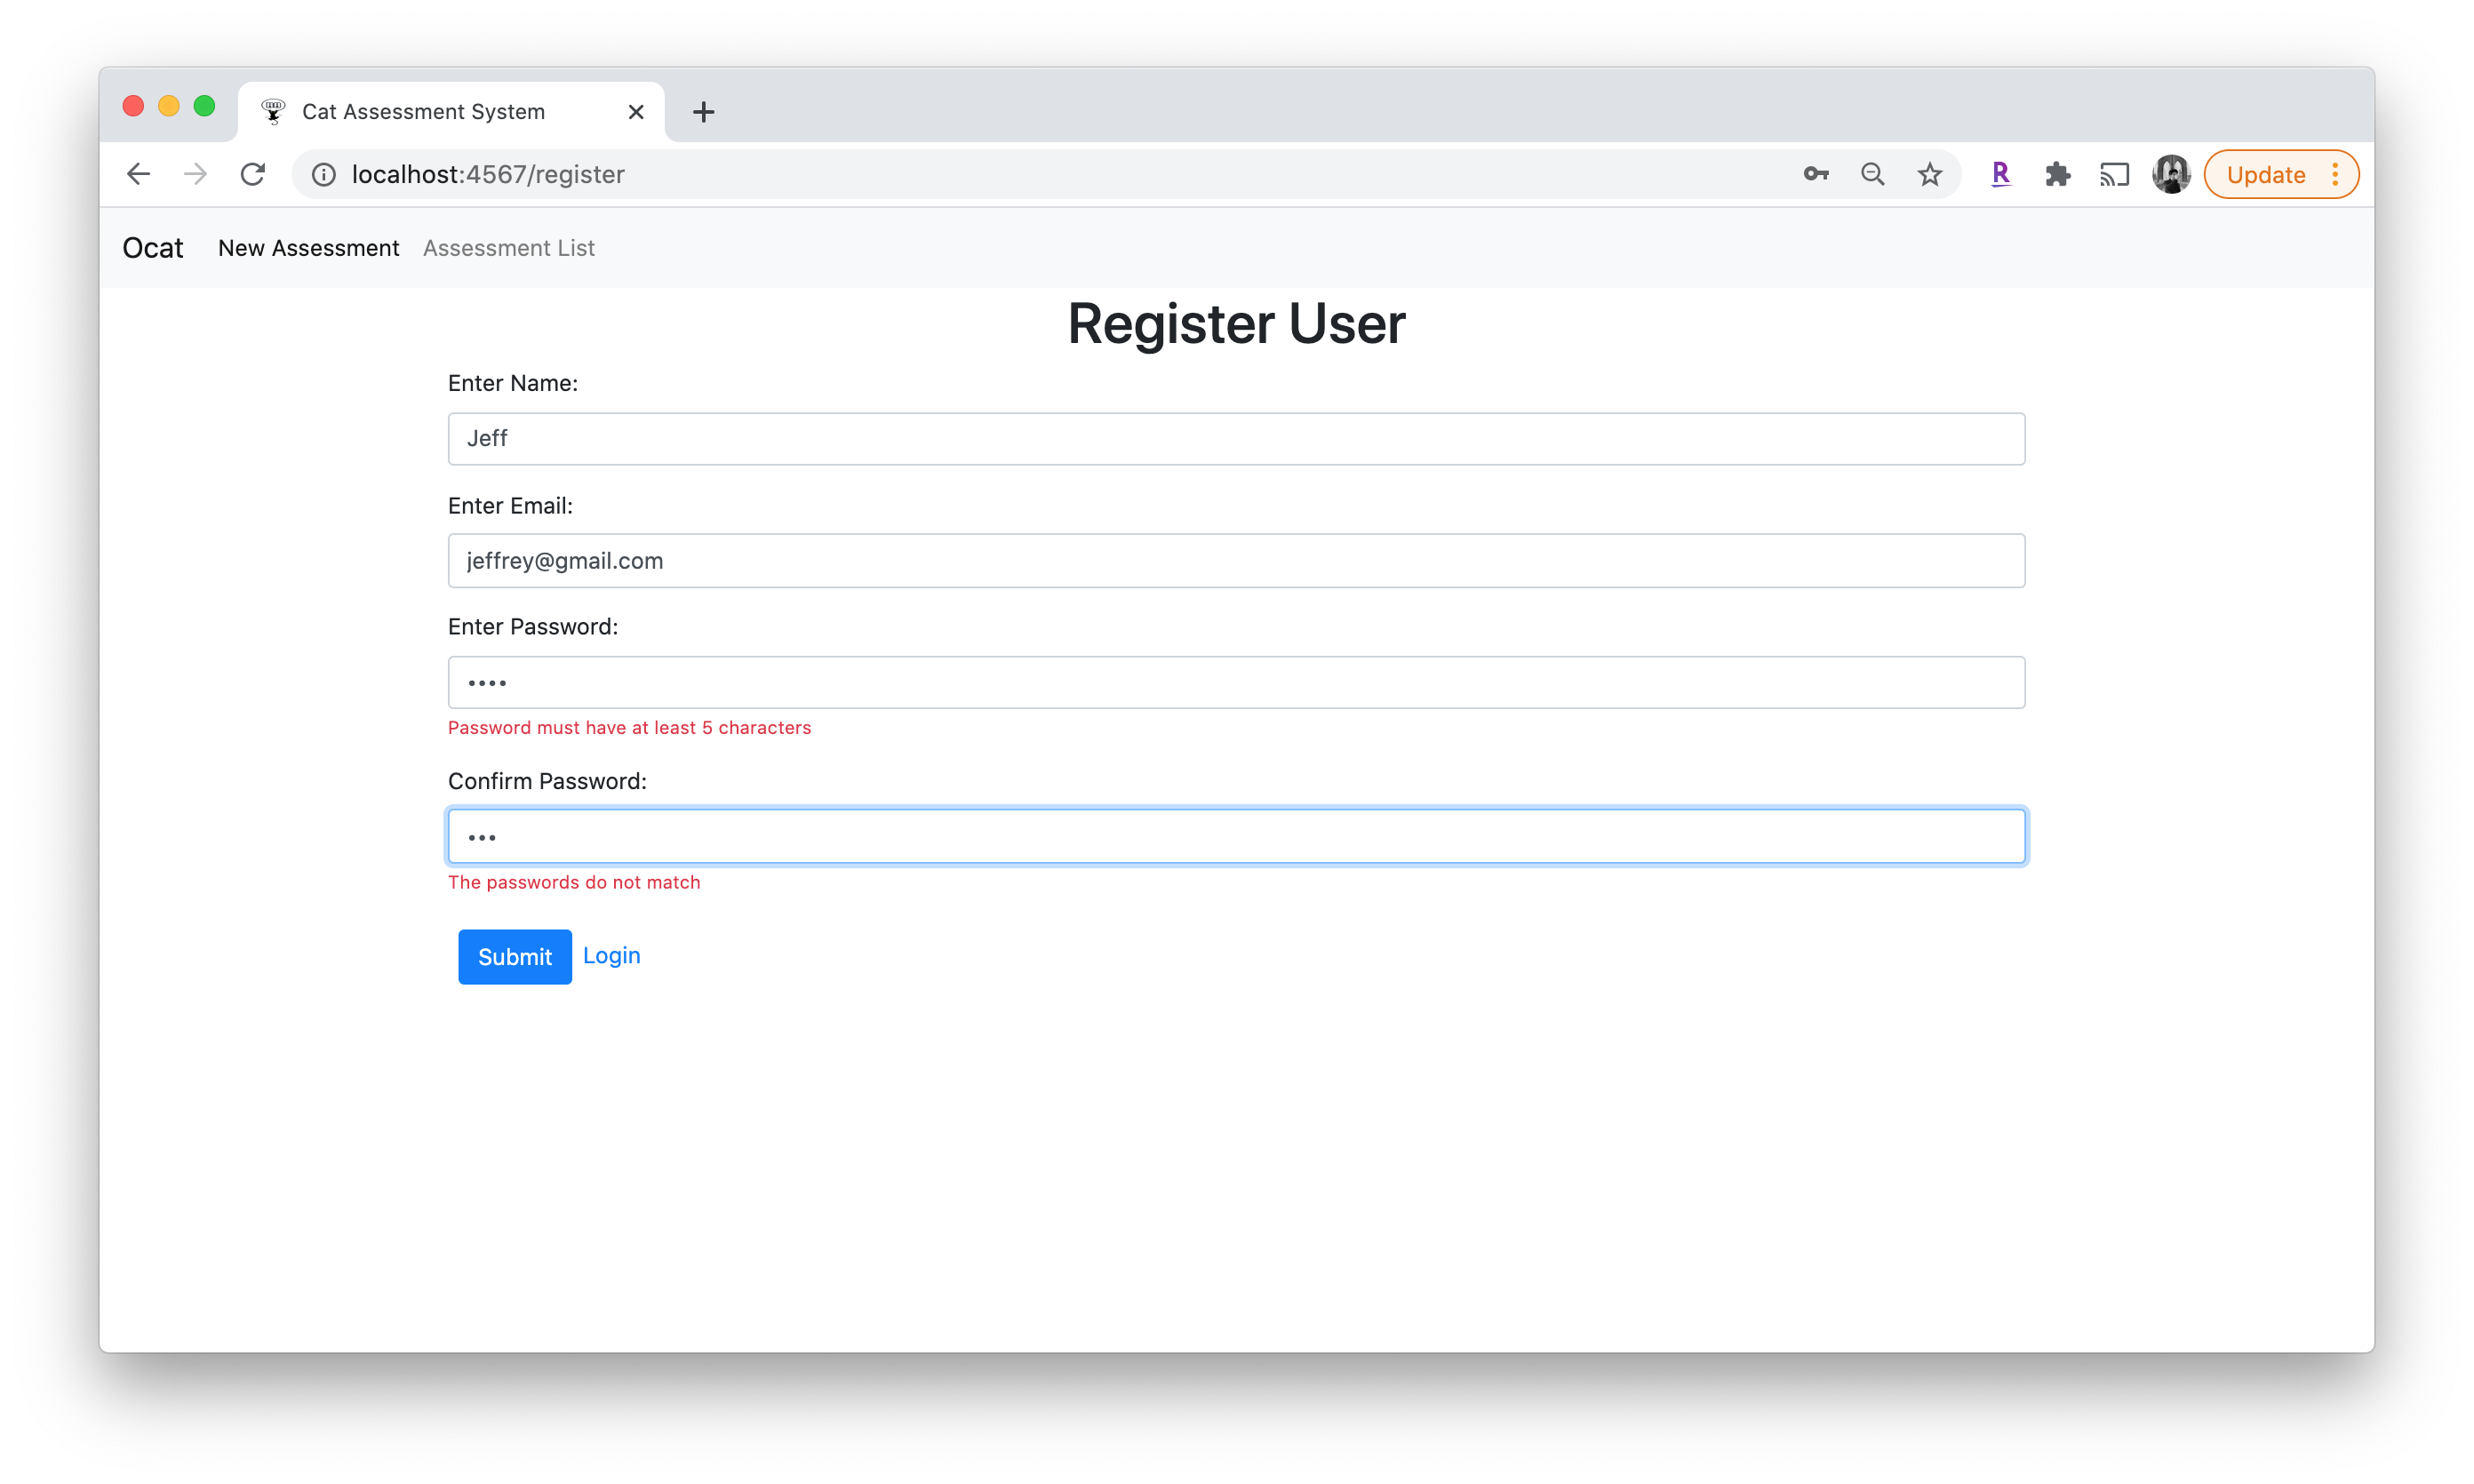 Cat Assessment System
localhost:4567/register
R
Update
Ocat New Assessment Assessment List
Register User
Enter Name:
Jeff
Enter Email:
jeffrey@gmail.com
Enter Password:
••••
Password must have at least 5 characters
Confirm Password:
•••
The passwords do not match
Submit Login